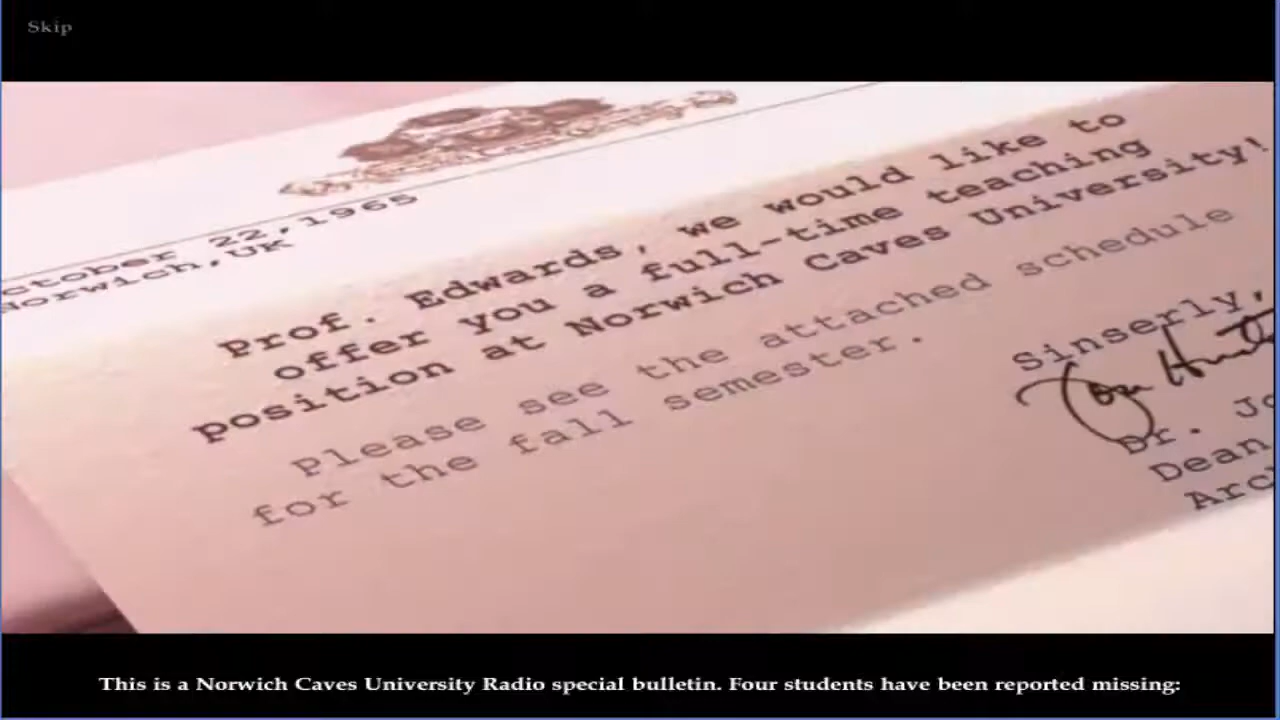 Skip
ctober 22,1965
Norwich,UK
Prof. Edwards, we would like to
offer you a full-time teaching
position at Norwich Caves University!
Please see the attached schedule
for the fall semester.
Sinserly,
Dr. Jo
Dean
Arc
This is a Norwich Caves University Radio special bulletin. Four students have been reported missing: